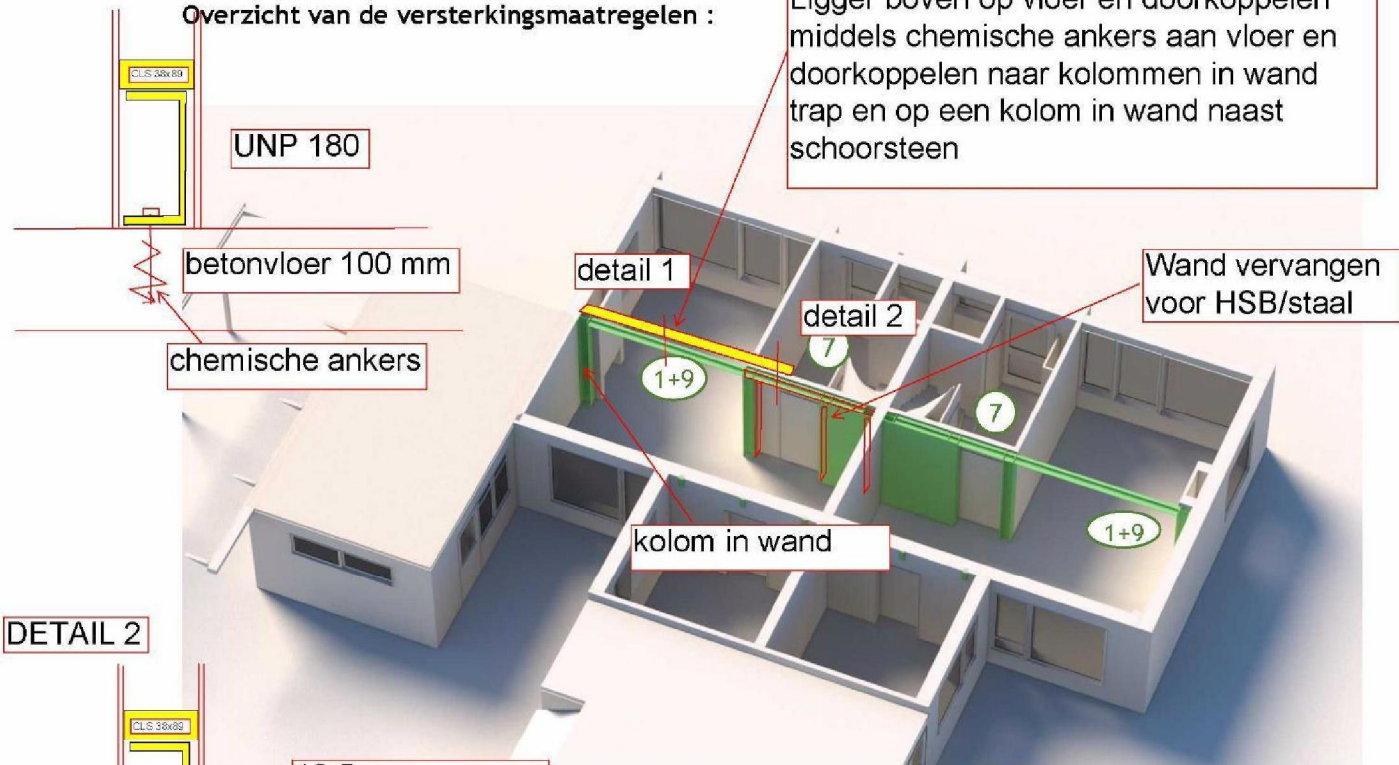 Overzicht van de versterkingsmaatregelen :
Ligger boven op vloer en doorkoppelen
middels chemische ankers aan vloer en
doorkoppelen naar kolommen in wand
trap en op een kolom in wand naast
schoorsteen
CLS 38x89
UNP 180
betonvloer 100 mm
chemische ankers
detail 1
detail 2
Wand vervangen
voor HSB/staal
7
1+9
7
1+9
kolom in wand
DETAIL 2
CLS 38x89